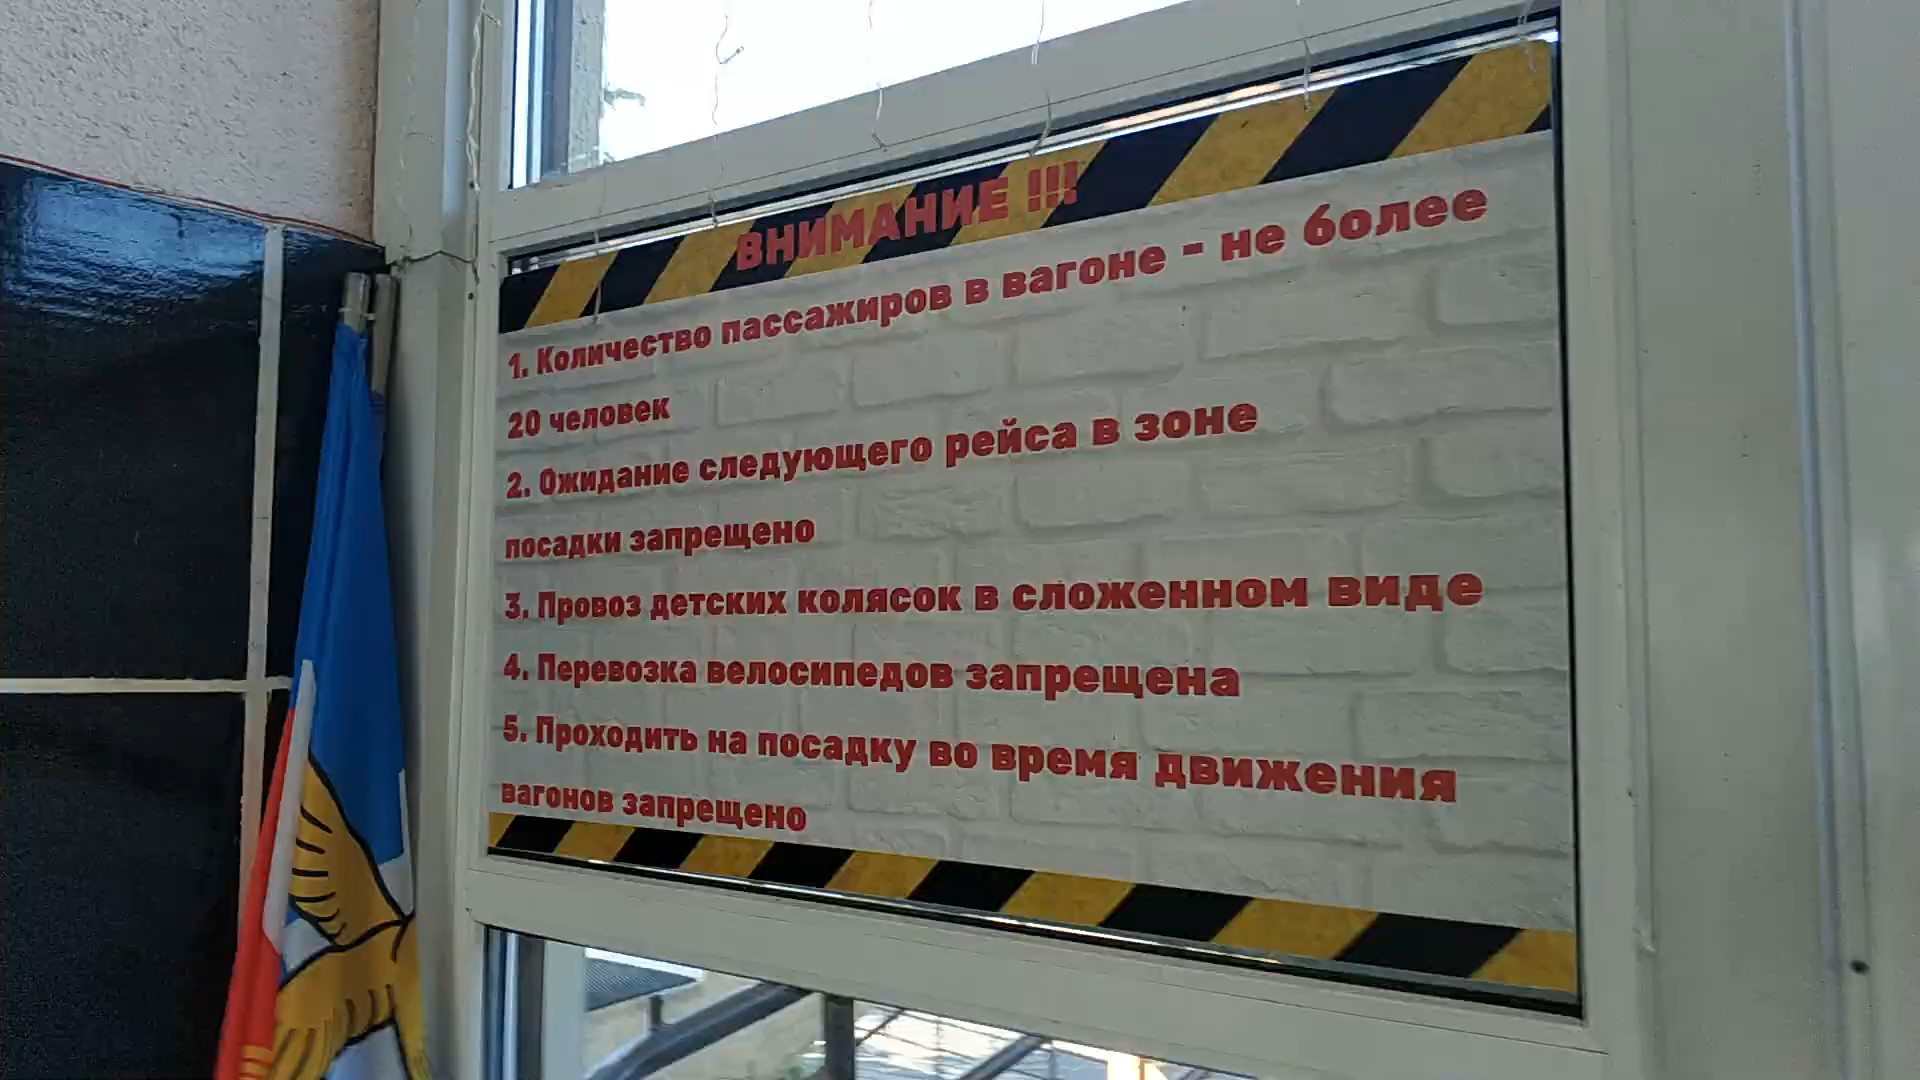 ВНИМАНИЕ !!!
1. Количество пассажиров в вагоне - не более
20 человек
2. Ожидание следующего рейса в зоне
посадки запрещено
3. Провоз детских колясок в сложенном виде
4. Перевозка велосипедов запрещена
5. Проходить на посадку во время движения
вагонов запрещено